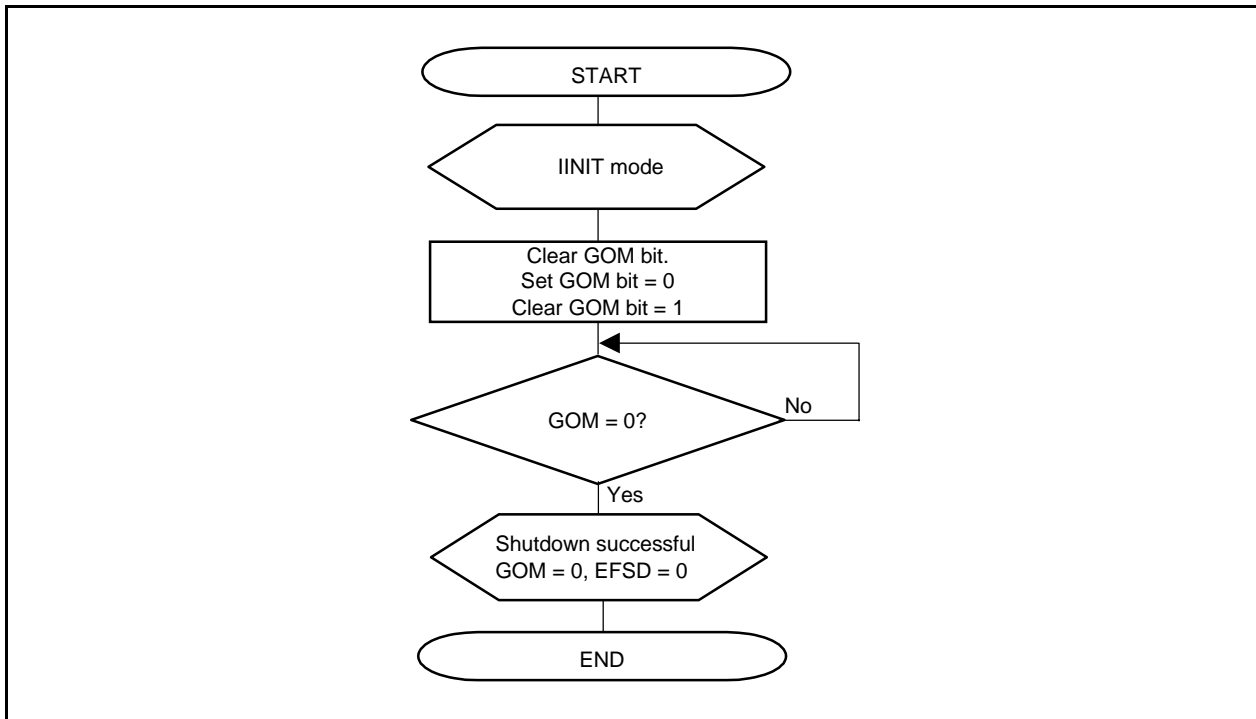 START
IINIT mode
Clear GOM bit.
Set GOM bit = 0
Clear GOM bit = 1
GOM = 0?
No
Yes
Shutdown successful
GOM = 0, EFSD = 0
END